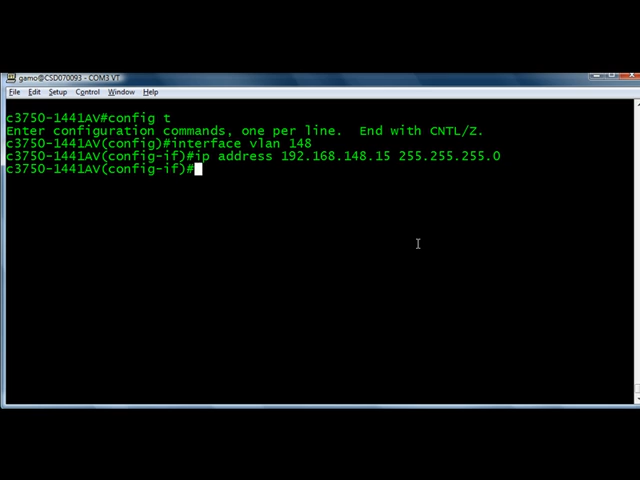 gamo@CSD070093 - COM3 VT
File Edit Setup Control Window Help
c3750-1441AV#config t
Enter configuration commands, one per line. End with CNTL/Z.
c3750-1441AV(config)#interface vlan 148
c3750-1441AV(config-if)#ip address 192.168.148.15 255.255.255.0
c3750-1441AV(config-if)#